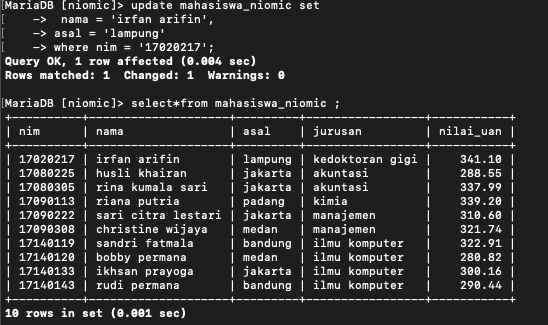 [MariaDB [niomic]> update mahasiswa_niomic set
[    ->  nama = 'irfan arifin',
[    -> asal = 'lampung'
[    -> where nim = '17020217';
Query OK, 1 row affected (0.004 sec)
Rows matched: 1  Changed: 1  Warnings: 0
[MariaDB [niomic]> select*from mahasiswa_niomic ;
+----------+--------------------+---------+-----------------+-----------+
| nim      | nama               | asal    | jurusan         | nilai_uan |
+----------+--------------------+---------+-----------------+-----------+
| 17020217 | irfan arifin       | lampung | kedoktoran gigi |    341.10 |
| 17080225 | husli khairan      | jakarta | akuntasi        |    288.55 |
| 17080305 | rina kumala sari   | jakarta | akuntasi        |    337.99 |
| 17090113 | riana putria       | padang  | kimia           |    339.20 |
| 17090222 | sari citra lestari | jakarta | manajemen       |    310.60 |
| 17090308 | christine wijaya   | medan   | manajemen       |    321.74 |
| 17140119 | sandri fatmala     | bandung | ilmu komputer   |    322.91 |
| 17140120 | bobby permana      | medan   | ilmu komputer   |    280.82 |
| 17140133 | ikhsan prayoga     | jakarta | ilmu komputer   |    300.16 |
| 17140143 | rudi permana       | bandung | ilmu komputer   |    290.44 |
+----------+--------------------+---------+-----------------+-----------+
10 rows in set (0.001 sec)